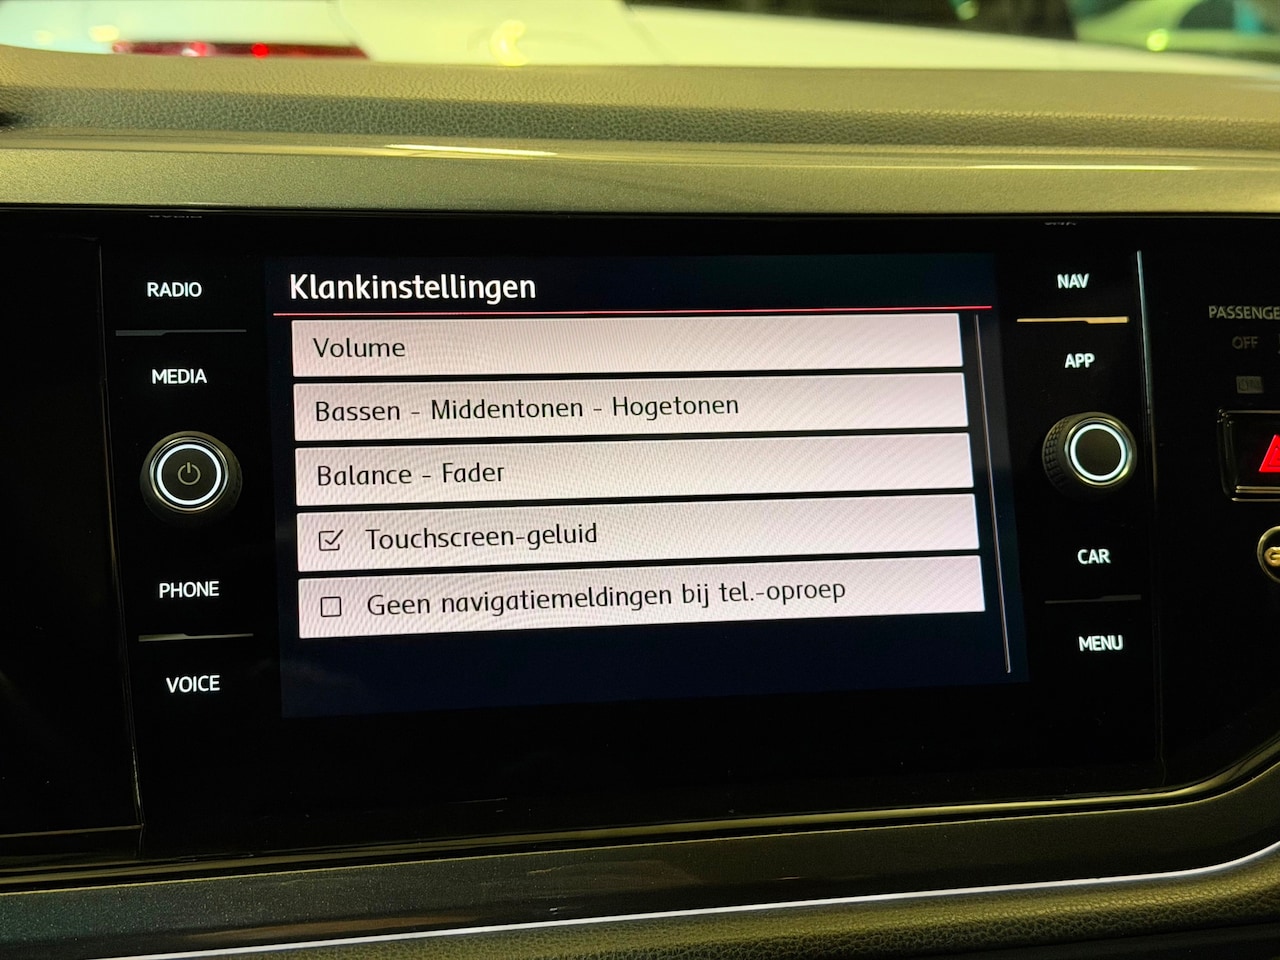 RADIO
MEDIA
PHONE
VOICE
Klankinstellingen
Volume
Bassen - Middentonen - Hogetonen
Balance - Fader
Touchscreen-geluid
Geen navigatiemeldingen bij tel.-oproep
NAV
APP
CAR
MENU
OFF